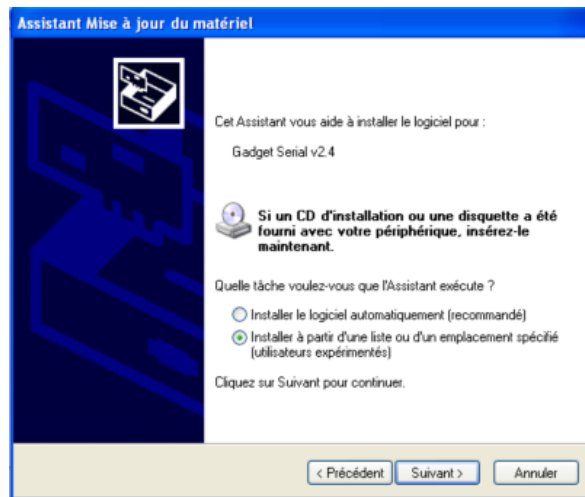 Assistant Mise à jour du matériel
Cet Assistant vous aide à installer le logiciel pour :
Gadget Serial v2.4
Si un CD d'installation ou une disquette a été
fourni avec votre périphérique, insérez-le
maintenant.
Quelle tâche voulez-vous que l'Assistant exécute ?
Installer le logiciel automatiquement (recommandé)
Installer à partir d'une liste ou d'un emplacement spécifié
(utilisateurs expérimentés)
Cliquez sur Suivant pour continuer.
< Précédent Suivant > Annuler